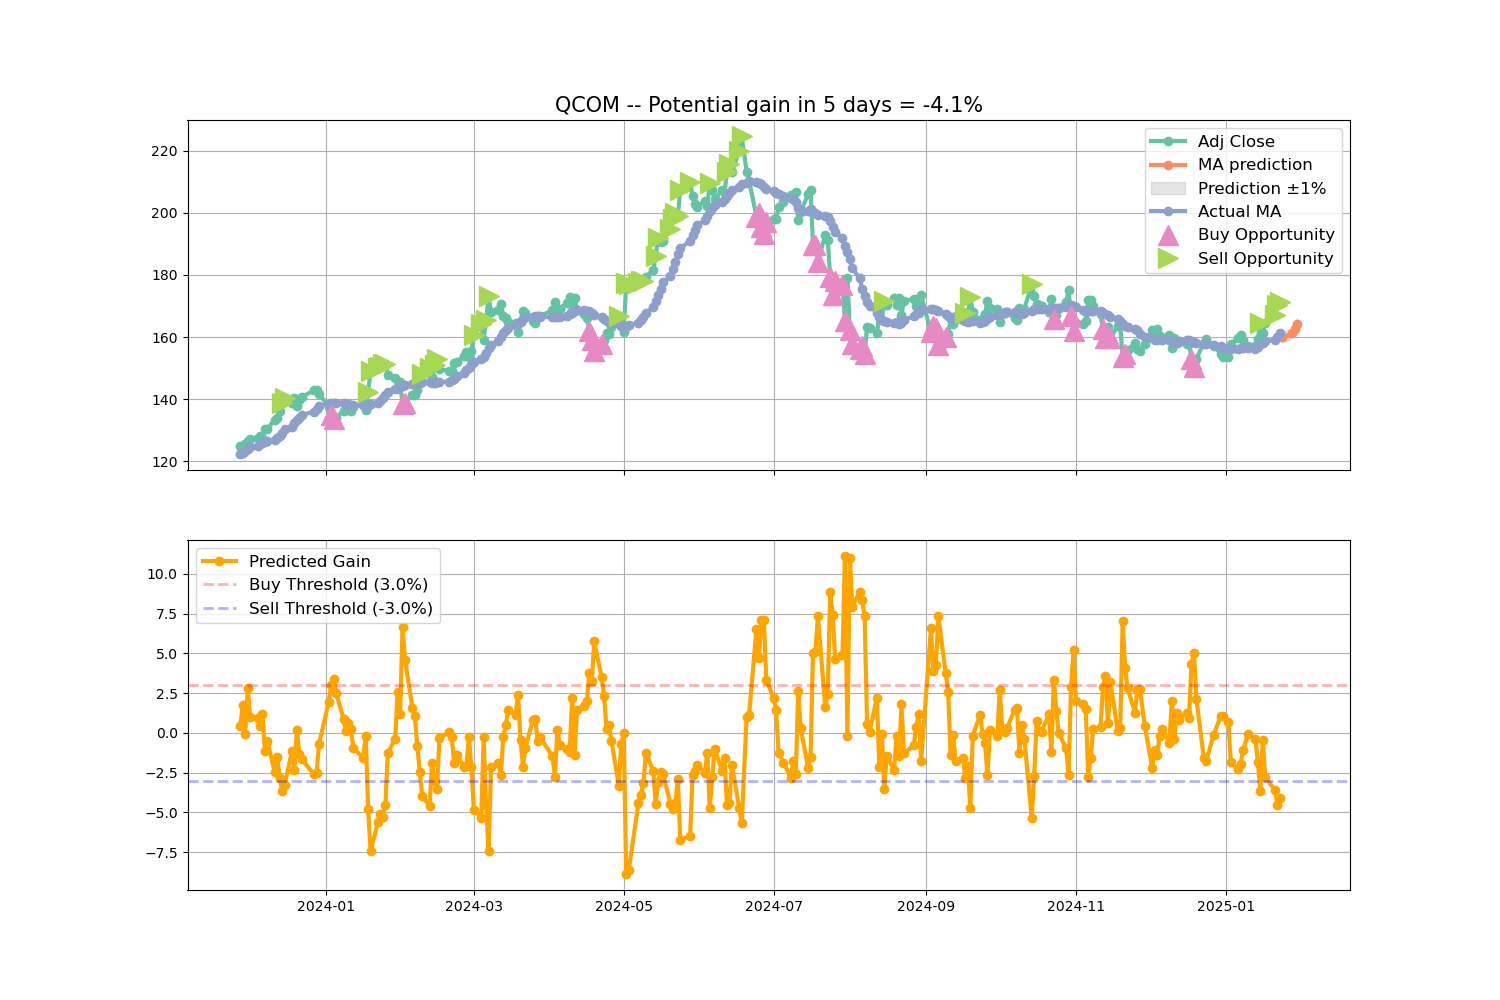 QCOM -- Potential gain in 5 days = -4.1%
220
200
180
160
140
120
Adj Close
MA prediction
Prediction ±1%
Actual MA
Buy Opportunity
Sell Opportunity
10.0
7.5
5.0
2.5
0.0
−2.5
−5.0
−7.5
Predicted Gain
Buy Threshold (3.0%)
Sell Threshold (-3.0%)
2024-01 2024-03 2024-05 2024-07 2024-09 2024-11 2025-01